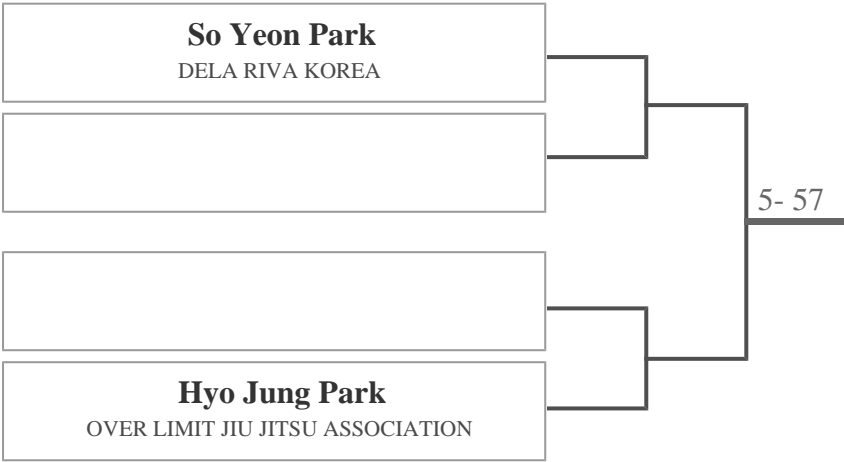 So Yeon Park
DELA RIVA KOREA
5- 57
Hyo Jung Park
OVER LIMIT JIU JITSU ASSOCIATION